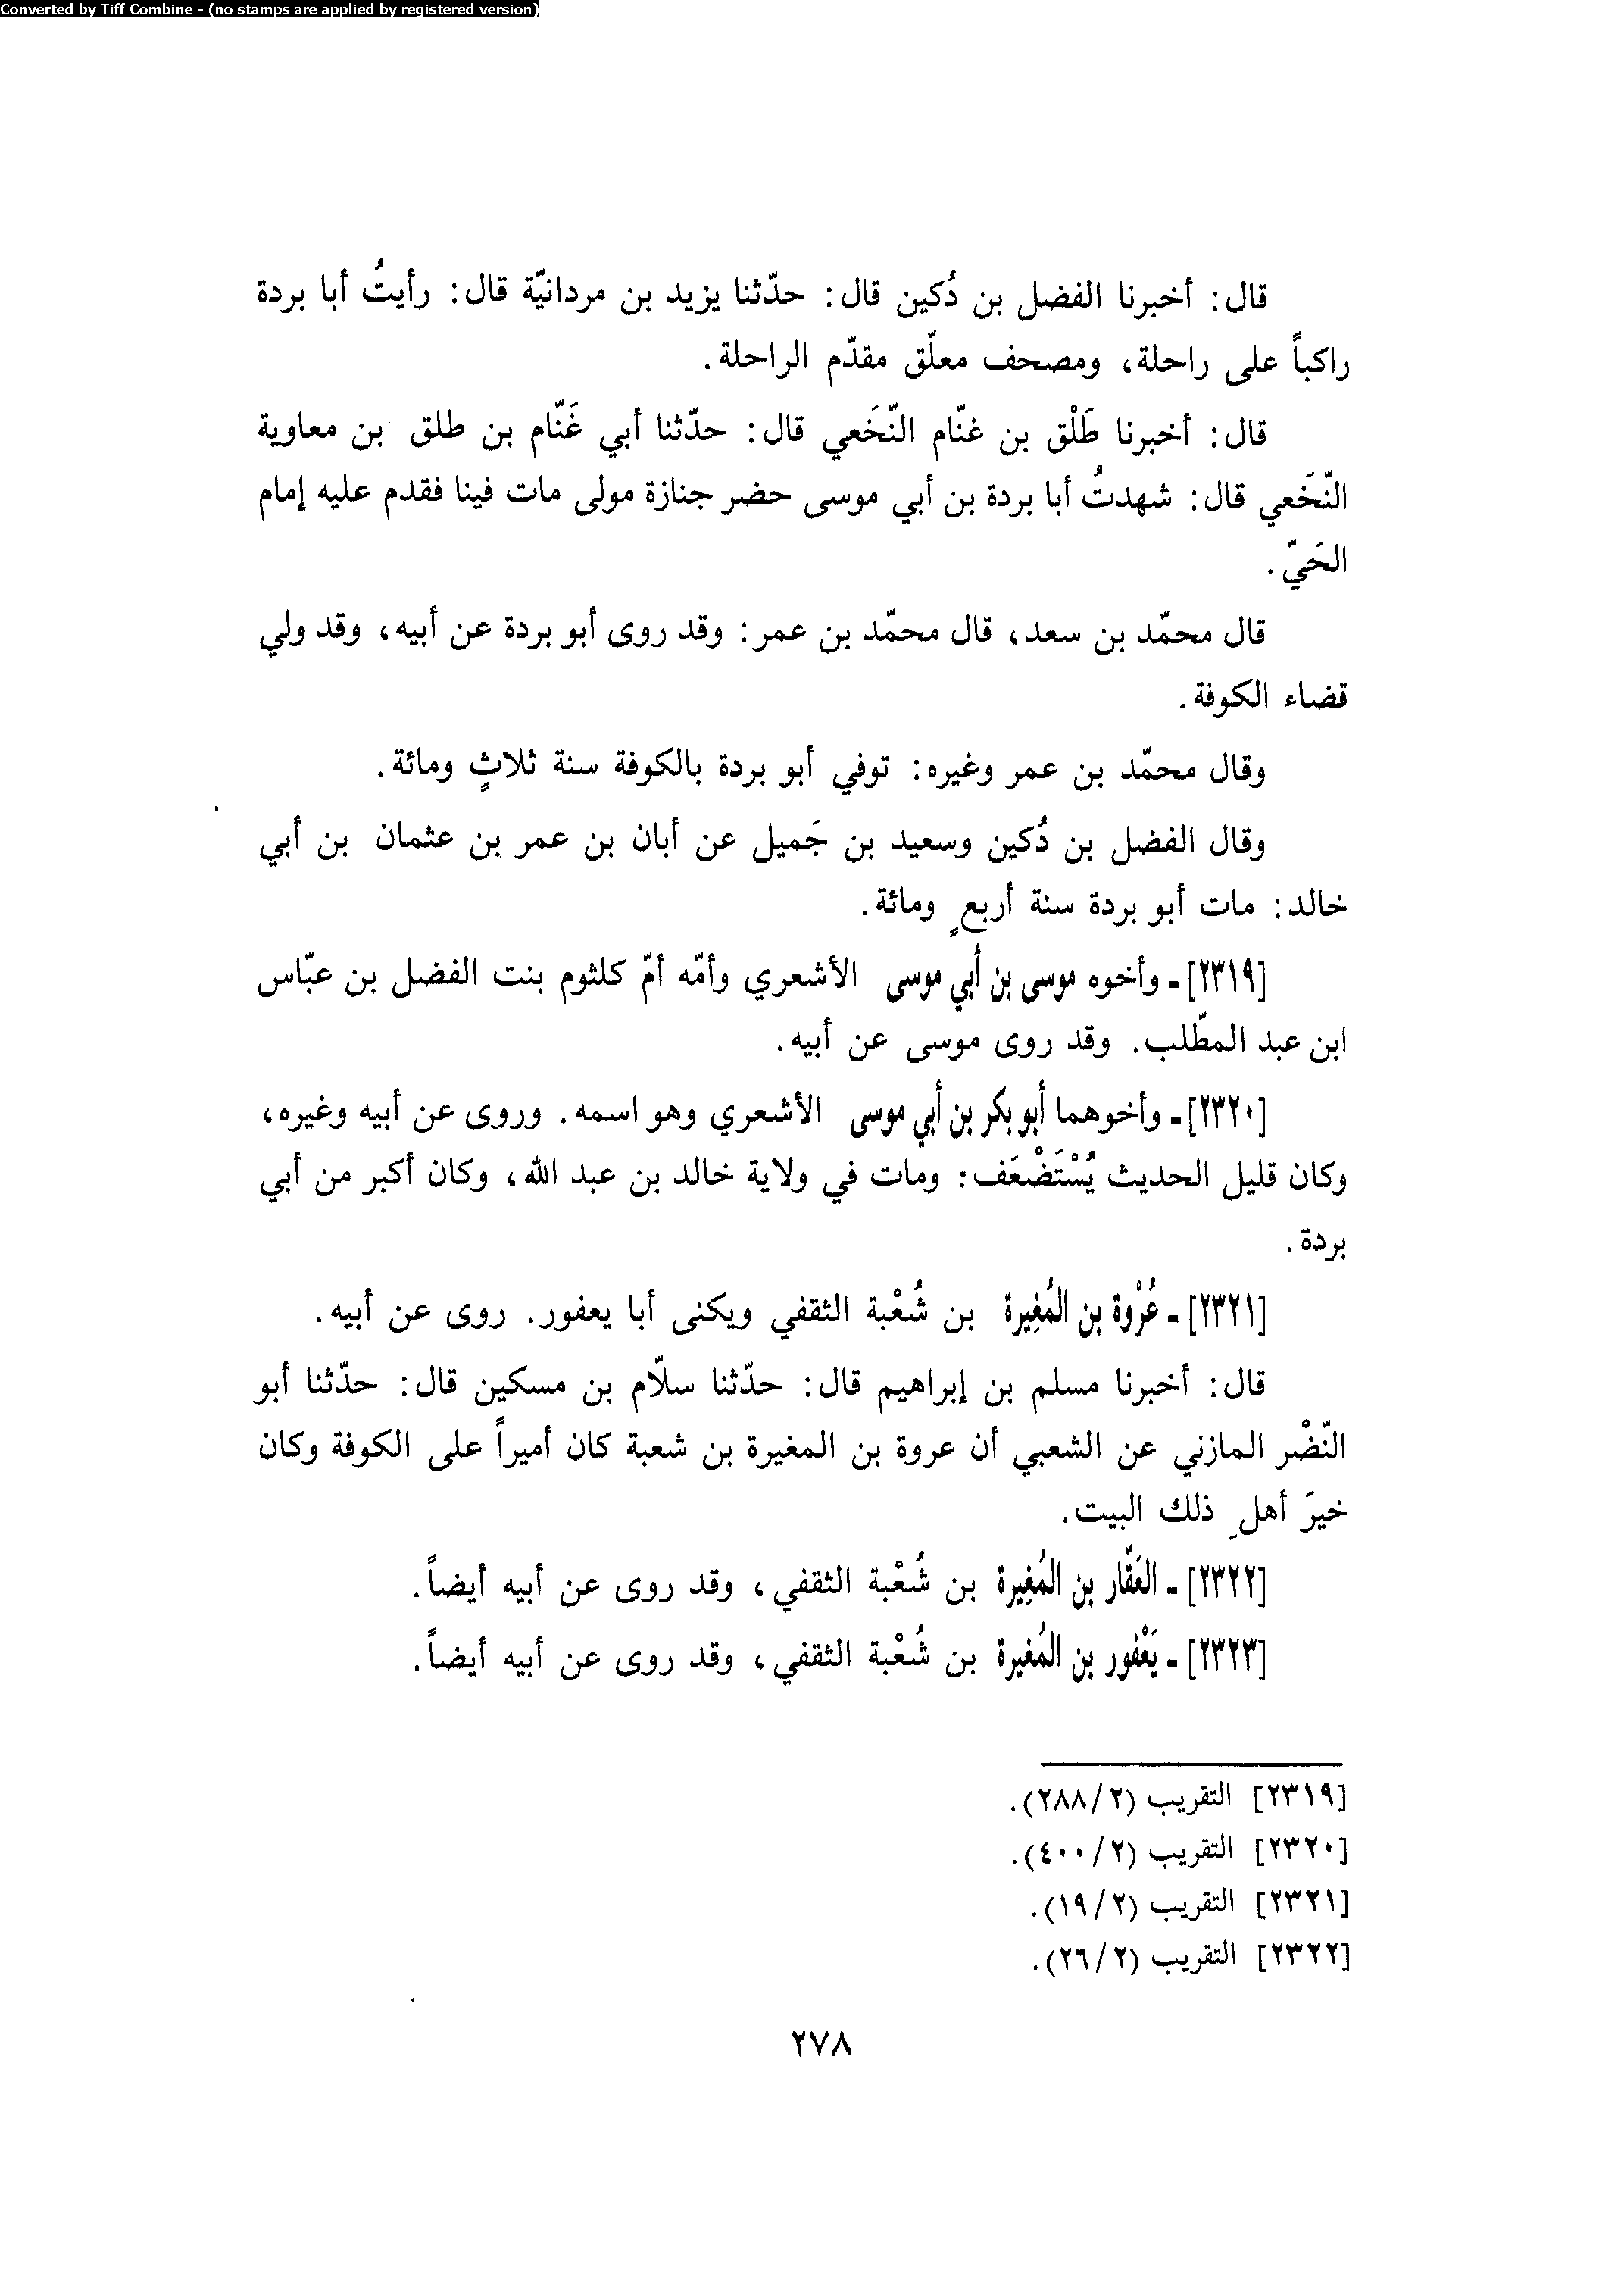 Converted by Tiff Combine - (no stamps are applied by registered version)
قال: أخبرنا الفضل بن دُكين قال: حدّثنا يزيد بن مردانيّة قال: رأيتُ أبا بردة
راكباً على راحلة، ومصحف معلّق مقدّم الراحلة.
قال: أخبرنا طَلْق بن غنّام النّخَعي قال: حدّثنا أبي غَنّام بن طلق بن معاوية
النّخَعي قال: شهدتُ أبا بردة بن أبي موسى حضر جنازة مولى مات فينا فقدم عليه إمام
الحَيّ.
قال محمّد بن سعد، قال محمّد بن عمر: وقد روى أبو بردة عن أبيه، وقد ولي
قضاء الكوفة.
وقال محمّد بن عمر وغيره: توفي أبو بردة بالكوفة سنة ثلاثٍ ومائة.
وقال الفضل بن دُكين وسعيد بن جَميل عن أبان بن عمر بن عثمان بن أبي
خالد: مات أبو بردة سنة أربعٍ ومائة.
[٢٣١٩]ـ وأخوه موسى بن أبي موسى الأشعري وأمّه أمّ كلثوم بنت الفضل بن عبّاس
ابن عبد المطّلب. وقد روى موسى عن أبيه.
[٢٣٢٠]ـ وأخوهما أبو بكر بن أبي موسى الأشعري وهو اسمه. وروى عن أبيه وغيره،
وكان قليل الحديث يُسْتَضْعَف: ومات في ولاية خالد بن عبد الله، وكان أكبر من أبي
بردة.
[٢٣٢١]ـ عُرْوة بن المُغِيرة بن شُعْبة الثقفي ويكنى أبا يعفور. روى عن أبيه.
قال: أخبرنا مسلم بن إبراهيم قال: حدّثنا سلّام بن مسكين قال: حدّثنا أبو
النّضْر المازني عن الشعبي أن عروة بن المغيرة بن شعبة كان أميراً على الكوفة وكان
خيرَ أهلِ ذلك البيت.
[٢٣٢٢]ـ العَقّار بن المُغِيرة بن شُعْبة الثقفي، وقد روى عن أبيه أيضاً.
[٢٣٢٣]ـ يَعْفور بن المُغيرة بن شُعْبة الثقفي، وقد روى عن أبيه أيضاً.
[٢٣١٩] التقريب (٢/ ٢٨٨).
[٢٣٢٠] التقريب (٢/ ٤٠٠).
[٢٣٢١] التقريب (٢/ ١٩).
[٢٣٢٢] التقريب (٢/ ٢٦).
٢٧٨